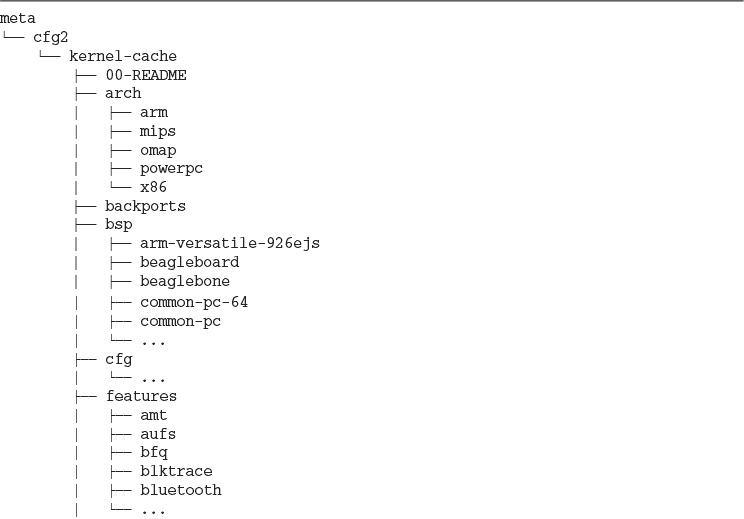 meta
└── cfg2
    └── kernel-cache
        ├── 00-README
        ├── arch
        │   ├── arm
        │   ├── mips
        │   ├── omap
        │   ├── powerpc
        │   └── x86
        ├── backports
        ├── bsp
        │   ├── arm-versatile-926ejs
        │   ├── beagleboard
        │   ├── beaglebone
        │   ├── common-pc-64
        │   ├── common-pc
        │   └── ...
        ├── cfg
        │   └── ...
        ├── features
        │   ├── amt
        │   ├── aufs
        │   ├── bfq
        │   ├── blktrace
        │   ├── bluetooth
        │   └── ...